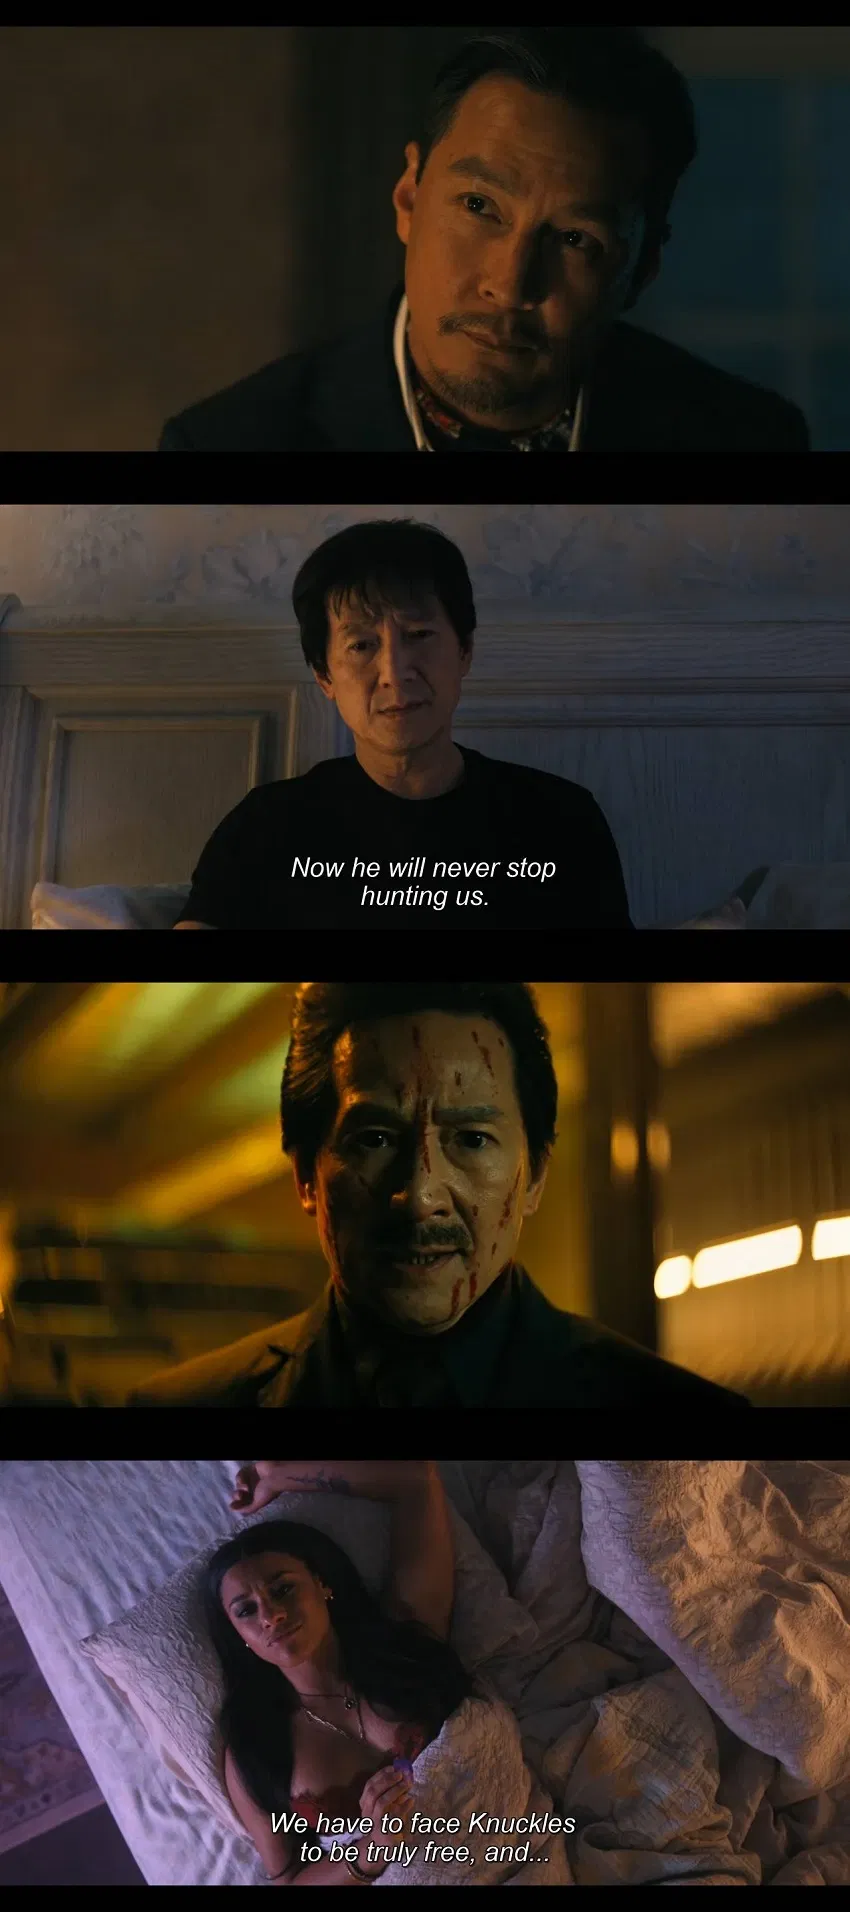 Now he will never stop
hunting us.
We have to face Knuckles
to be truly free, and...